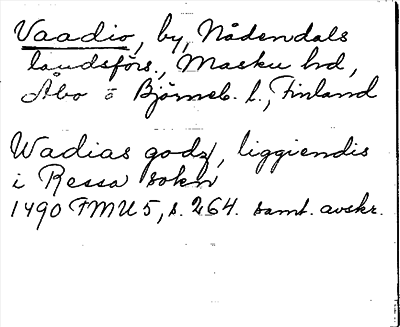 Vaadio, by, Nådendals
landsförs., Masku hd,
Åbo o Björneb. l., Finland
Wadias godz, liggiendis
i Ressa sokn
1490 FMU 5, s. 264. samt. avskr.